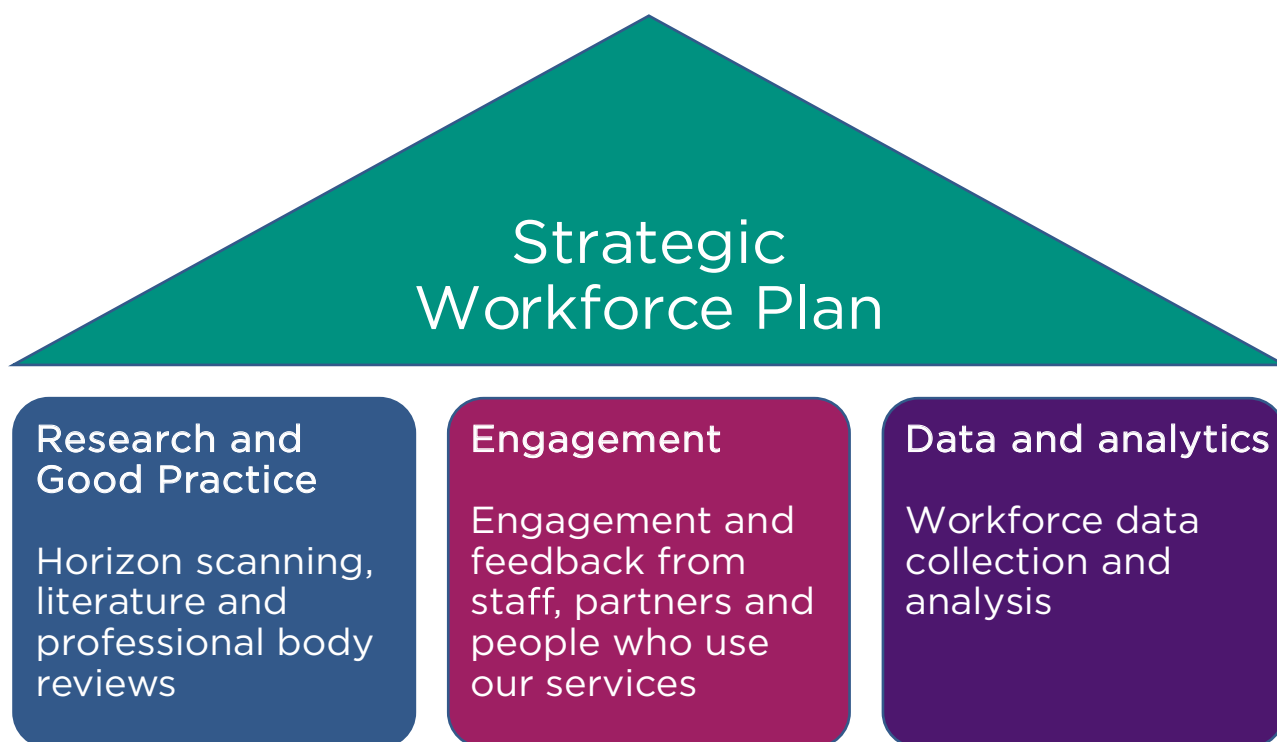 Strategic
Workforce Plan
Research and
Good Practice
Horizon scanning,
literature and
professional body
reviews
Engagement
Engagement and
feedback from
staff, partners and
people who use
our services
Data and analytics
Workforce data
collection and
analysis